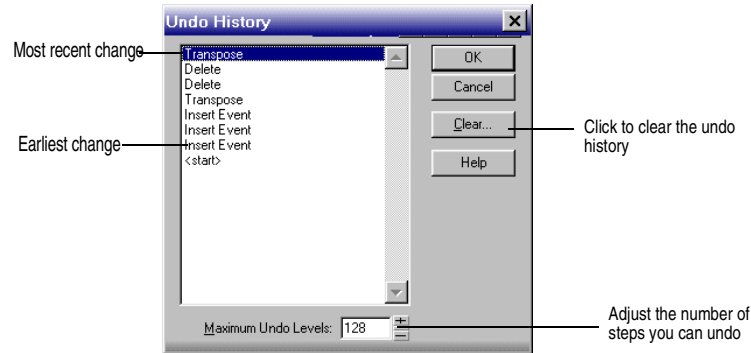 Undo History
Most recent change
Transpose
Delete
Delete
Transpose
Insert Event
Insert Event
Insert Event
<start>
Earliest change
OK
Cancel
Clear...
Help
Click to clear the undo
history
Maximum Undo Levels: 128
Adjust the number of
steps you can undo